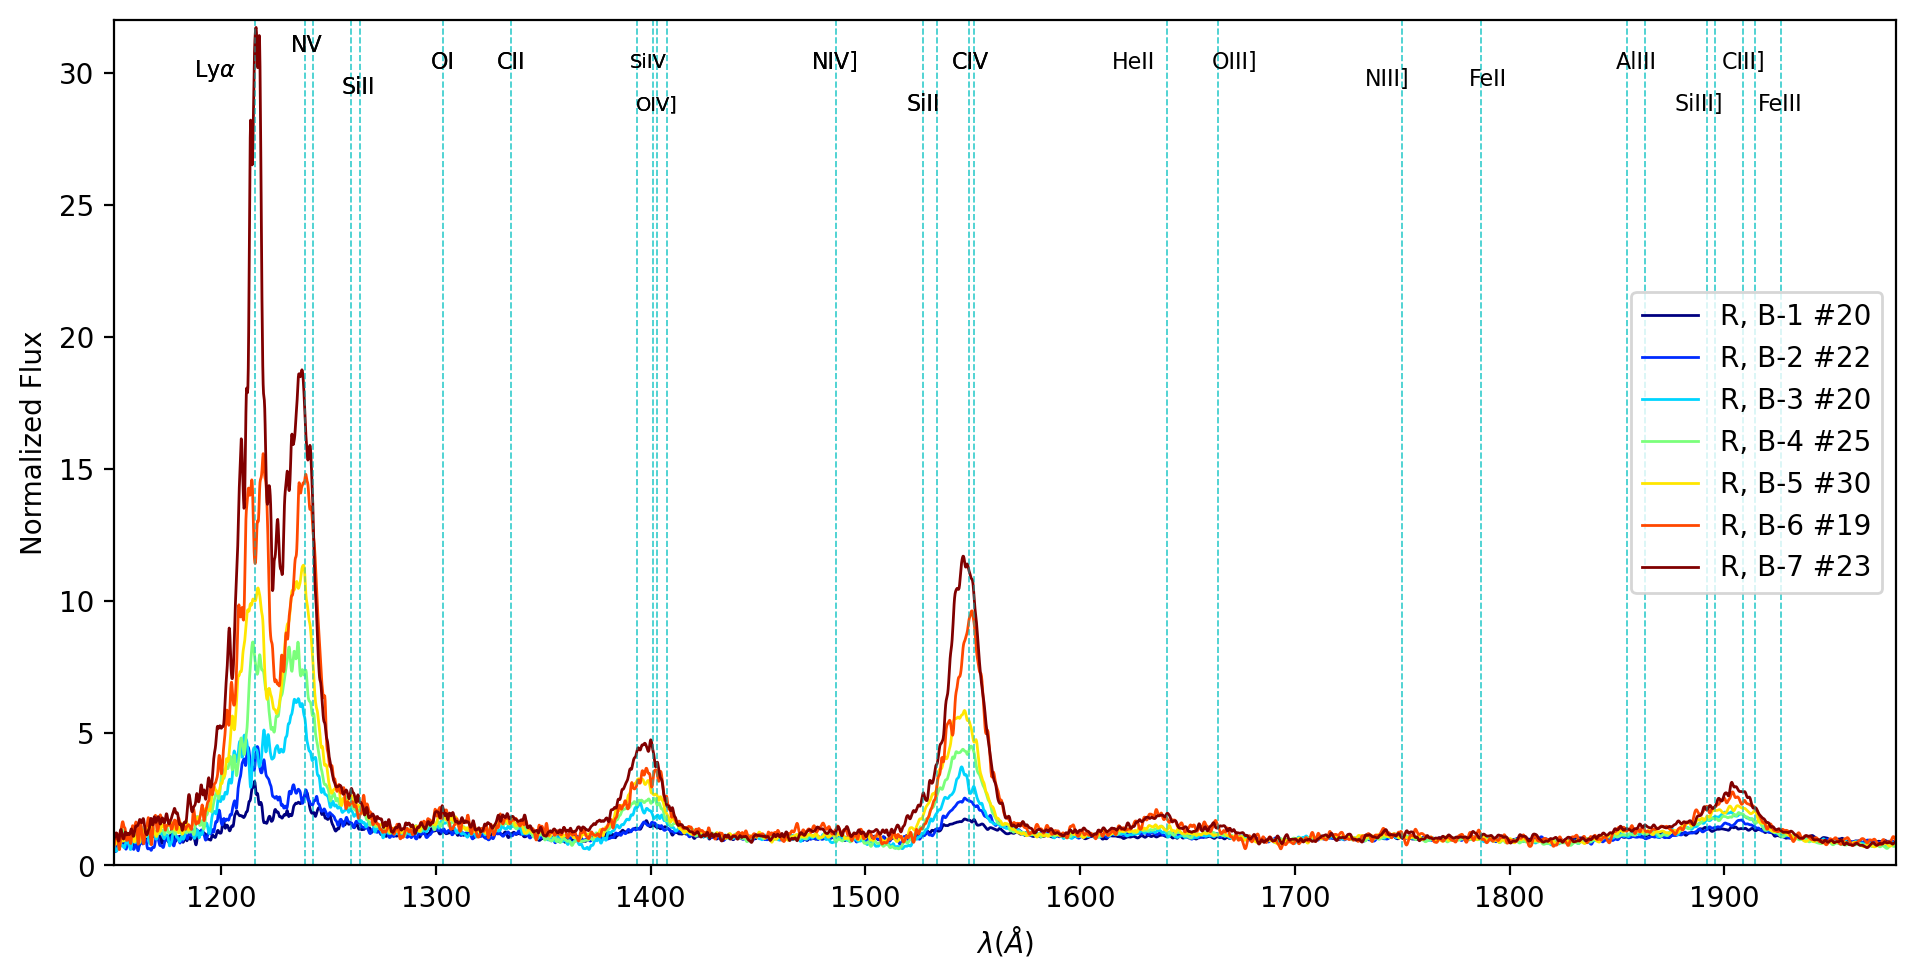 NV
Lyα
SiII
OI
CII
SiIV
OIV]
NIV]
SiII
CIV
HeII
OIII]
NIII]
FeII
AlIII
SiIII]
CIII]
FeIII
30
25
20
15
10
5
0
Normalized Flux
R, B-1 #20
R, B-2 #22
R, B-3 #20
R, B-4 #25
R, B-5 #30
R, B-6 #19
R, B-7 #23
1200 1300 1400 1500 1600 1700 1800 1900
λ(Å)